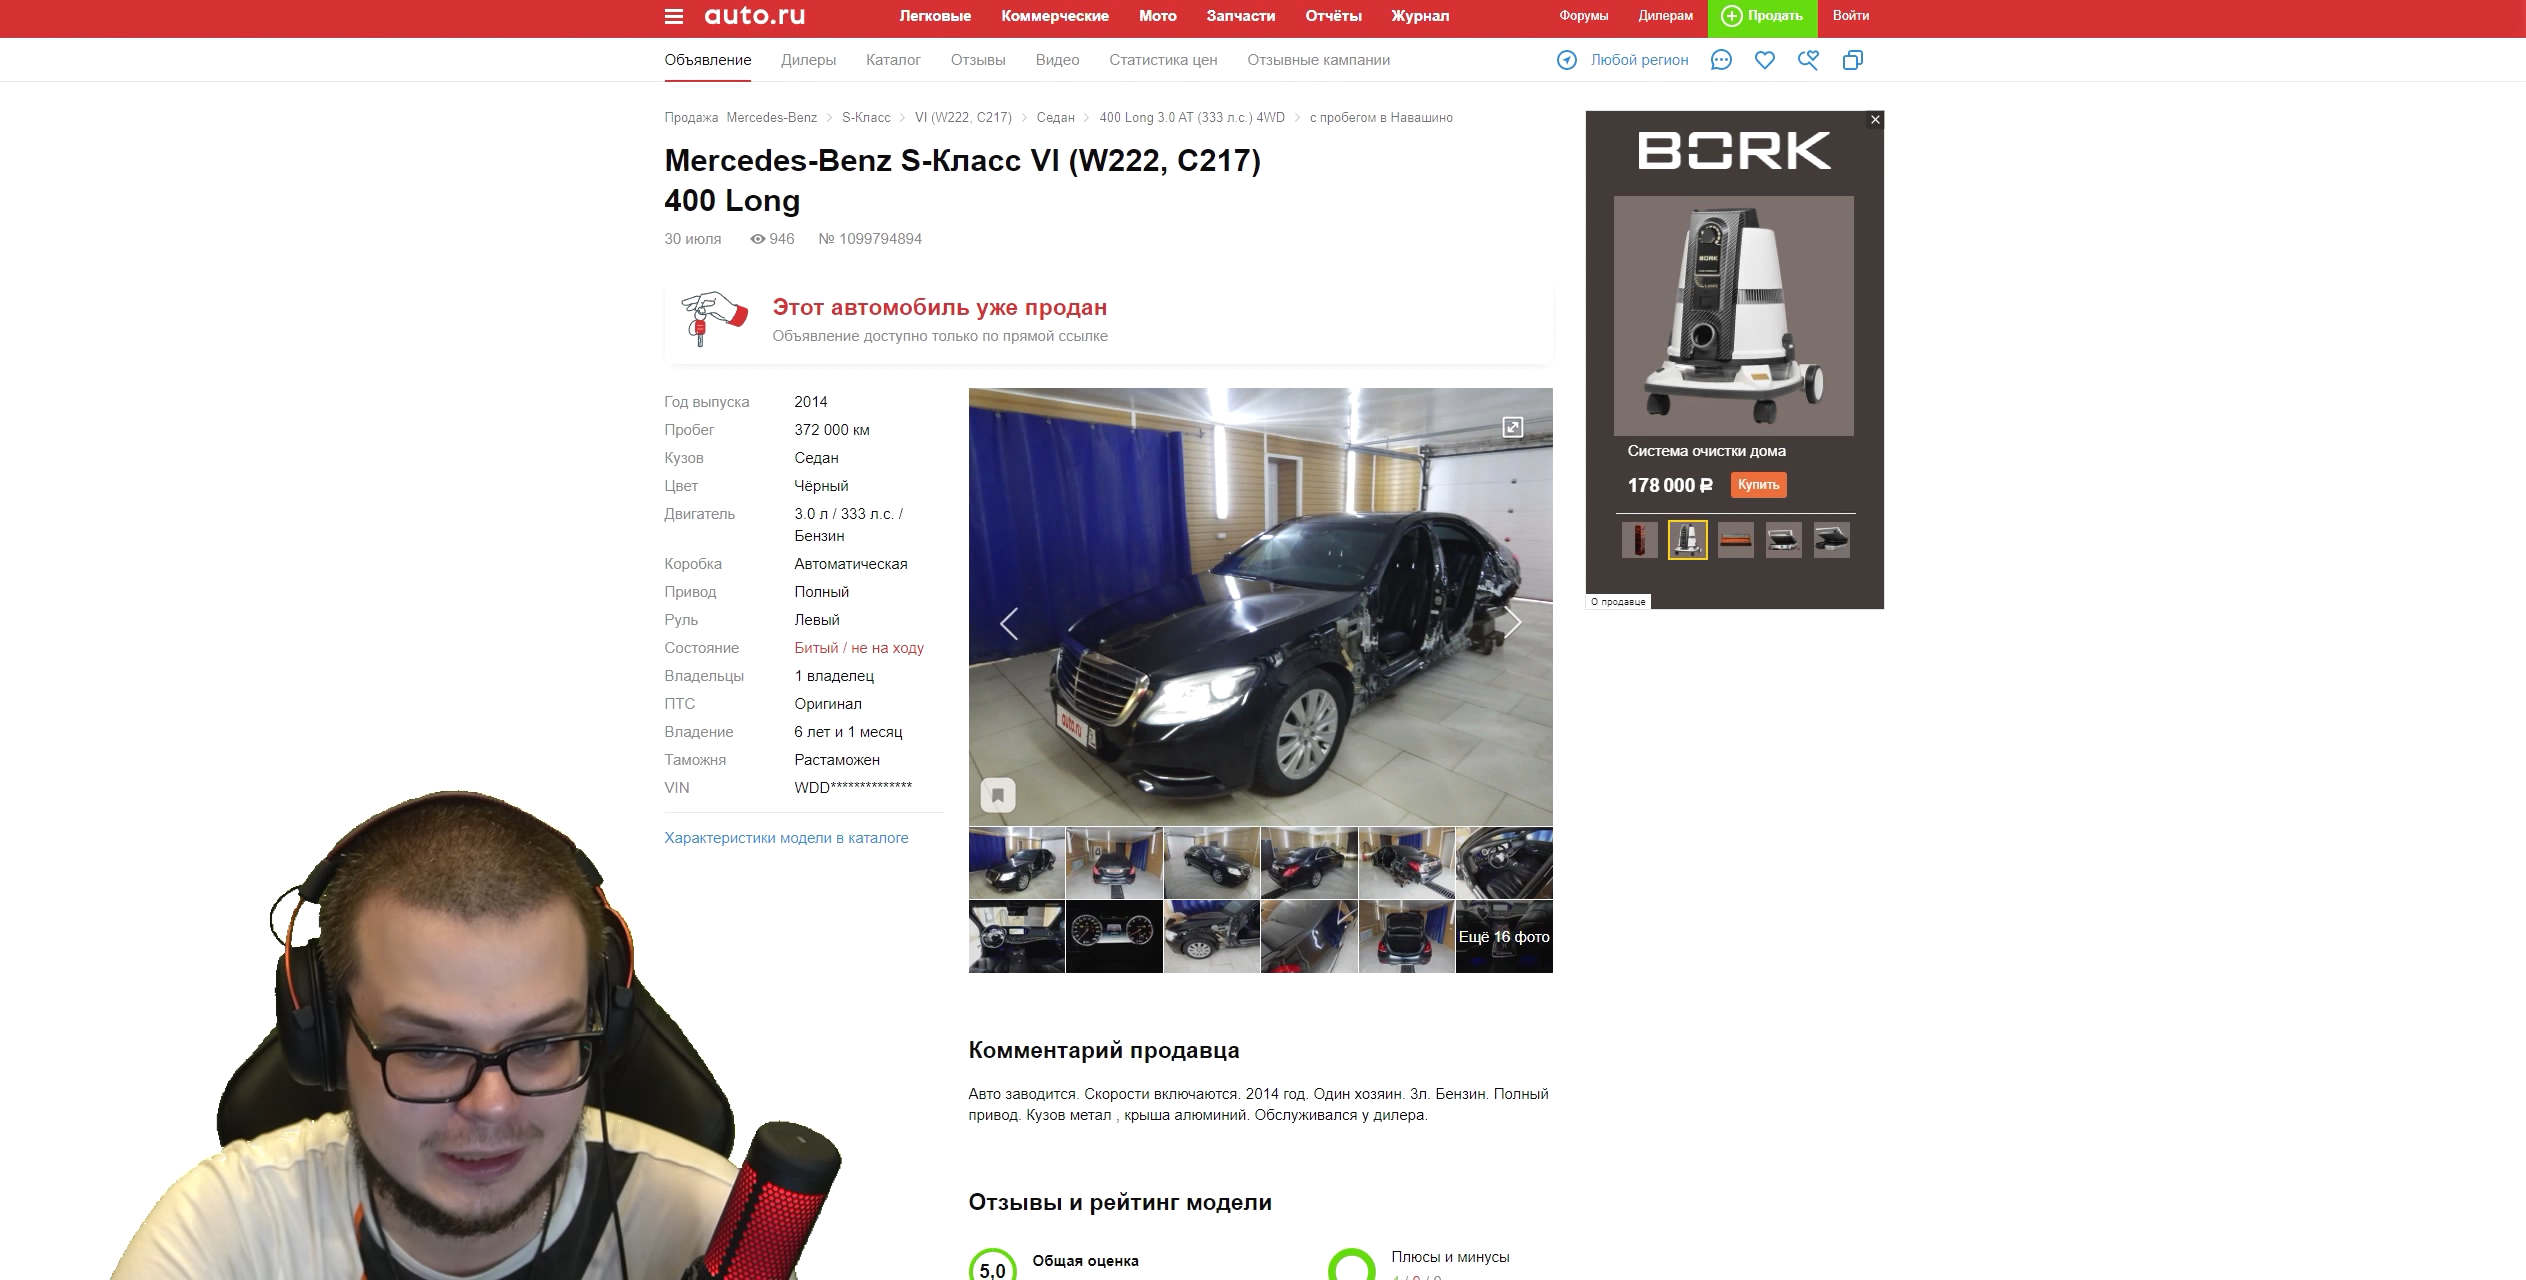 auto.ru
Легковые Коммерческие Мото Запчасти Отчёты Журнал
Форумы Дилерам Продать Войти
Объявление Дилеры Каталог Отзывы Видео Статистика цен Отзывные кампании
Любой регион
Продажа Mercedes-Benz S-Класс VI (W222, C217) Седан 400 Long 3.0 AT (333 л.с.) 4WD с пробегом в Навашино
Mercedes-Benz S-Класс VI (W222, C217)
400 Long
30 июля 946 № 1099794894
Этот автомобиль уже продан
Объявление доступно только по прямой ссылке
Год выпуска 2014
Пробег 372 000 км
Кузов Седан
Цвет Чёрный
Двигатель 3.0 л / 333 л.с. /
Бензин
Коробка Автоматическая
Привод Полный
Руль Левый
Состояние Битый / не на ходу
Владельцы 1 владелец
ПТС Оригинал
Владение 6 лет и 1 месяц
Таможня Растаможен
VIN WDD**************
Характеристики модели в каталоге
auto.ru
Ещё 16 фото
Комментарий продавца
Авто заводится. Скорости включаются. 2014 год. Один хозяин. 3л. Бензин. Полный
привод. Кузов метал , крыша алюминий. Обслуживался у дилера.
Отзывы и рейтинг модели
5,0 Общая оценка
Плюсы и минусы
BORK
BORK
Система очистки дома
178 000 ₽ Купить
О продавце